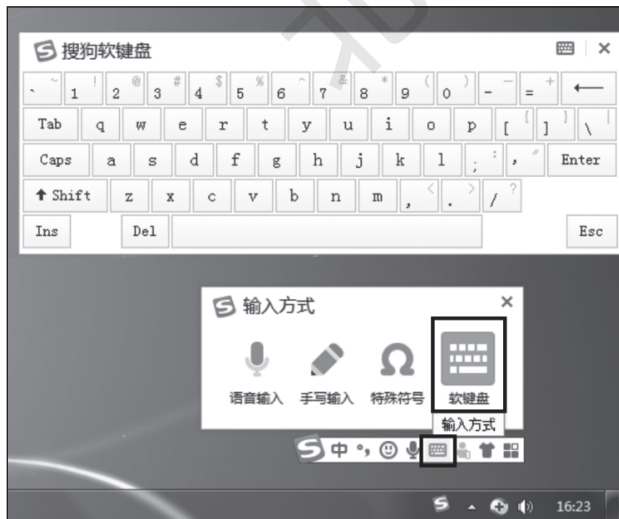 搜狗软键盘
` ~ 1 ! 2 @ 3 # 4 $ 5 % 6 ^ 7 & 8 * 9 ( 0 ) - — = + ←
Tab q w e r t y u i o p [ { ] } \ |
Caps a s d f g h j k l ; : , " Enter
↑ Shift z x c v b n m , < . > / ?
Ins Del Esc
输入方式
语音输入 手写输入 特殊符号 软键盘
输入方式
中
16:23